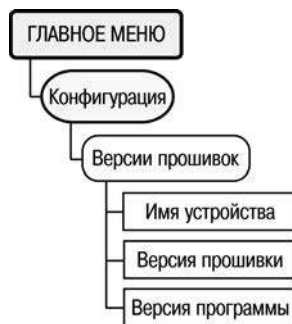 ГЛАВНОЕ МЕНЮ
Конфигурация
Версии прошивок
Имя устройства
Версия прошивки
Версия программы